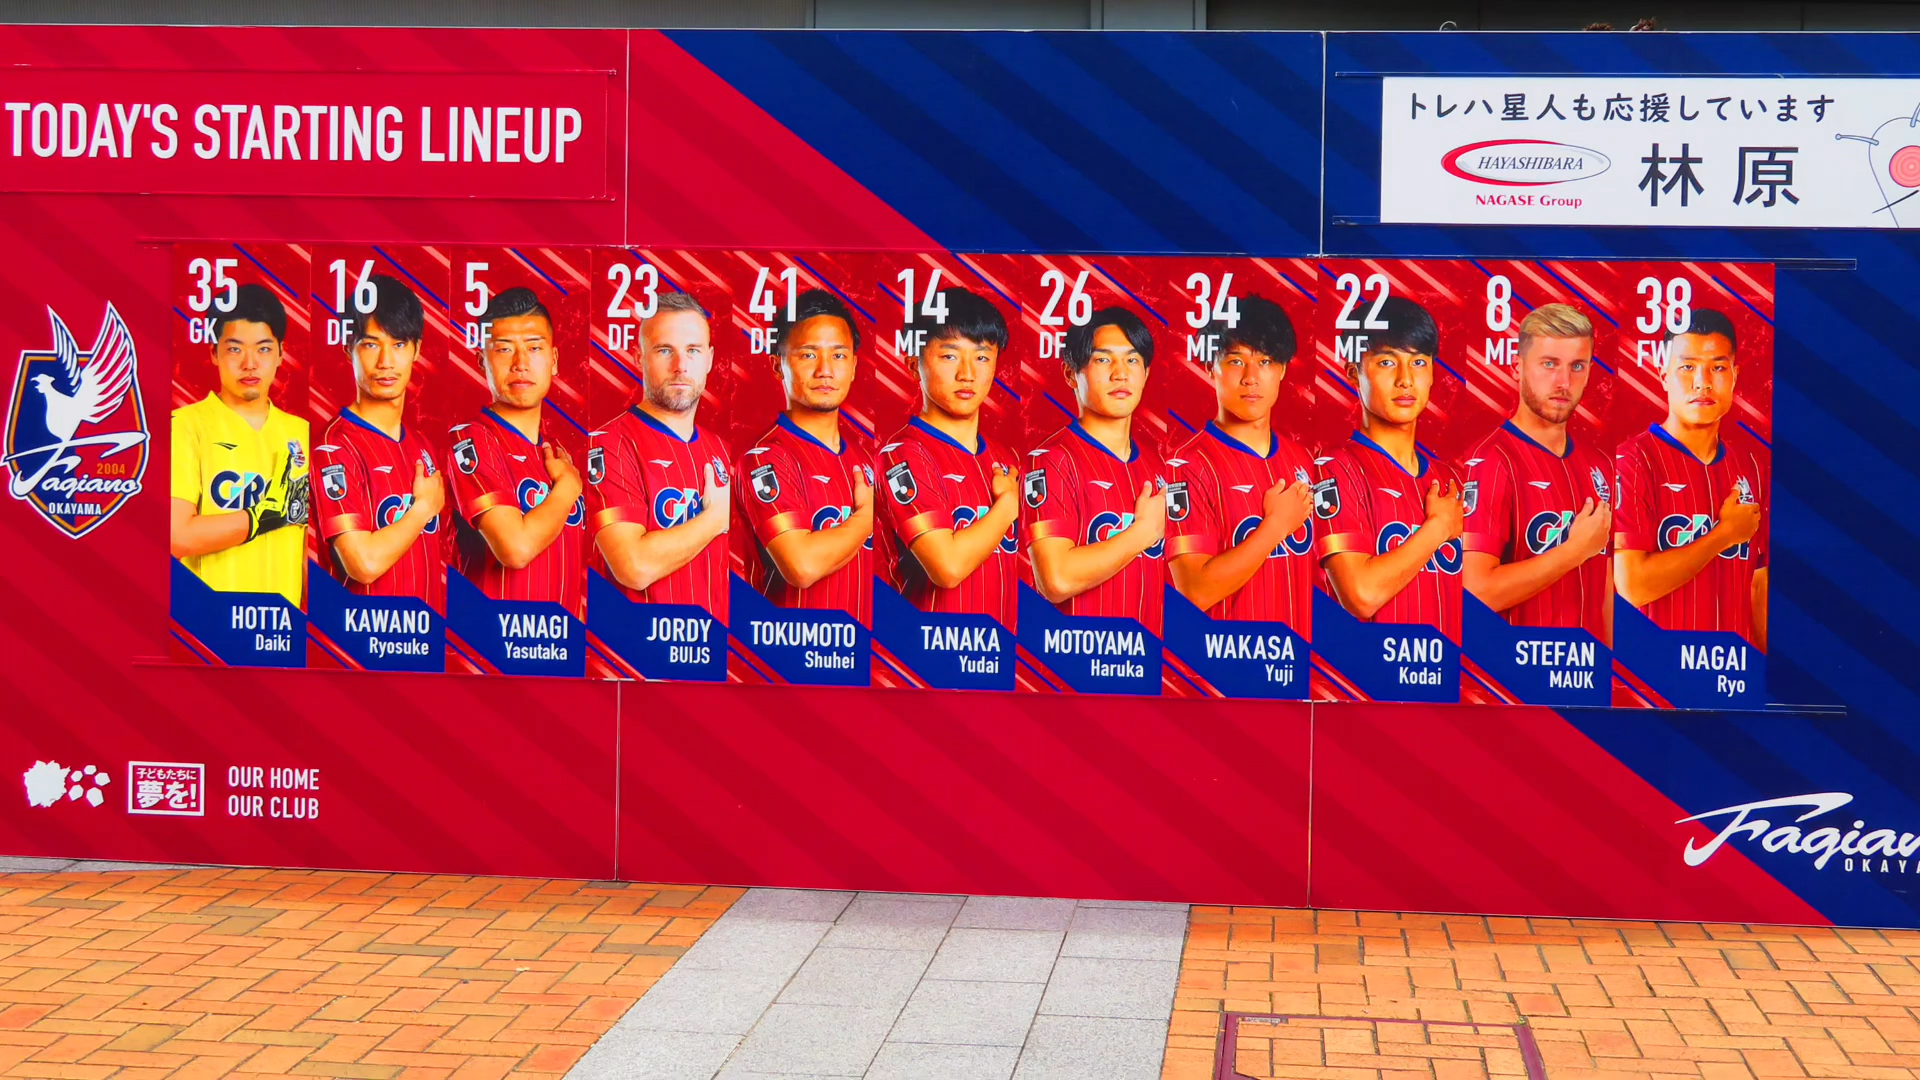 TODAY'S STARTING LINEUP
トレハ星人も応援しています
HAYASHIBARA
林原
NAGASE Group
35
GK
HOTTA
Daiki
16
DF
KAWANO
Ryosuke
5
DF
YANAGI
Yasutaka
23
DF
JORDY
BUIJS
41
DF
TOKUMOTO
Shuhei
14
MF
TANAKA
Yudai
26
DF
MOTOYAMA
Haruka
34
MF
WAKASA
Yuji
22
MF
SANO
Kodai
8
MF
STEFAN
MAUK
38
FW
NAGAI
Ryo
2004
Fagiano
OKAYAMA
子どもたちに
夢を!
OUR HOME
OUR CLUB